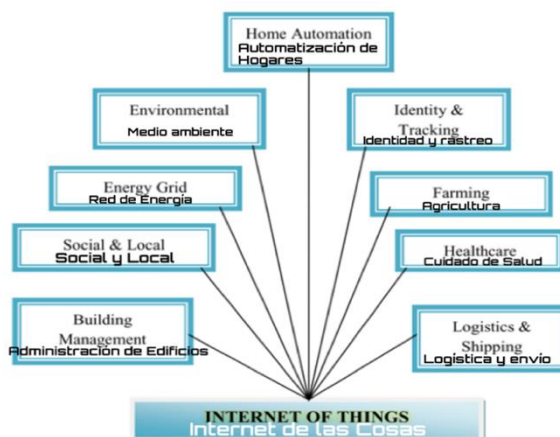 Home Automation
Automatización de
Hogares
Environmental
Medio ambiente
Identity &
Tracking
Identidad y rastreo
Energy Grid
Red de Energía
Farming
Agricultura
Social & Local
Social y Local
Healthcare
Cuidado de Salud
Building
Management
Administración de Edificios
Logistics &
Shipping
Logística y envío
INTERNET OF THINGS
Internet de las Cosas